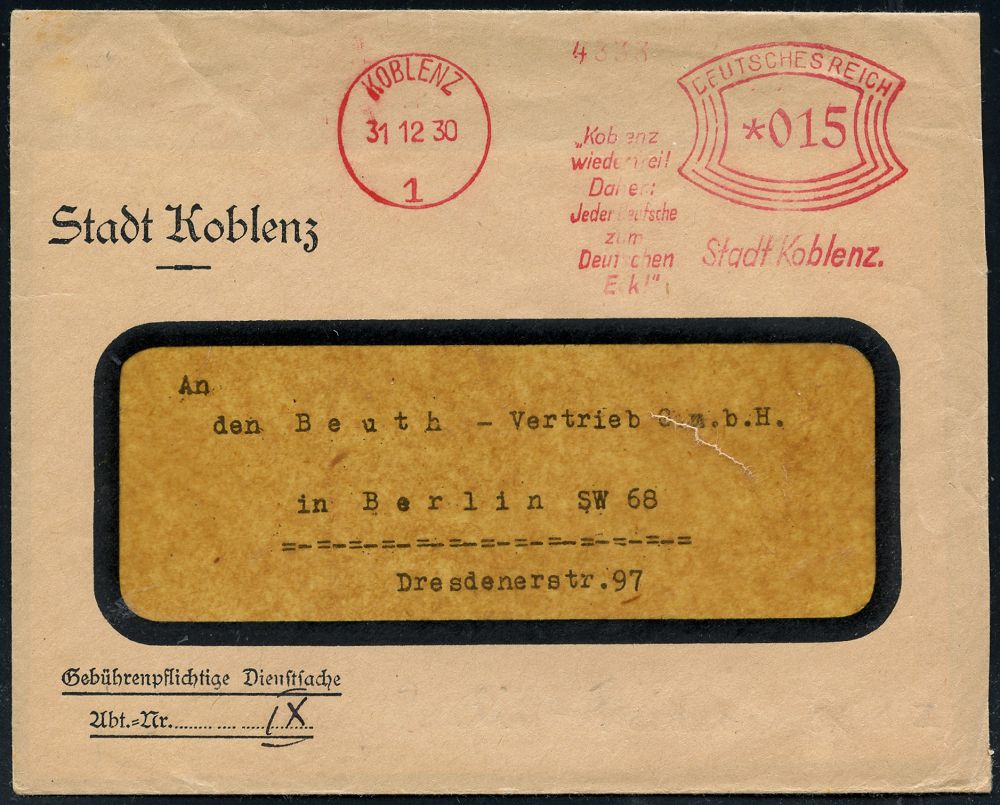 KOBLENZ
31 12 30
1
4333
DEUTSCHES REICH
*015
„Koblenz
wieder frei!
Daher:
Jeder Deutsche
zum
Deutschen
Eck!"
Stadt Koblenz.
Stadt Koblenz
An
den Beuth - Vertrieb G.m.b.H.
in Berlin SW 68
=-=-=-=-=-=-=-=-=-=-=-=-=
Dresdenerstr.97
Gebührenpflichtige Dienstsache
Abt.=Nr. IX